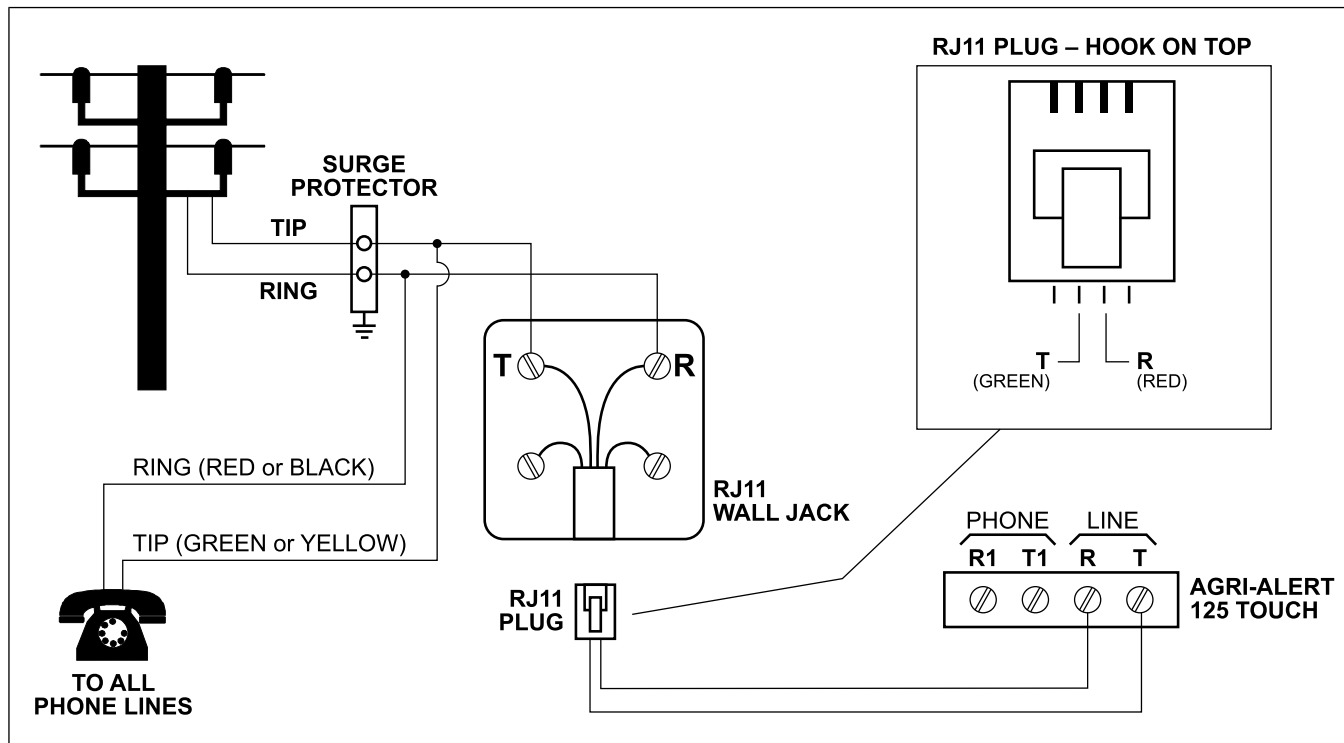 RJ11 PLUG – HOOK ON TOP
SURGE
PROTECTOR
TIP
RING
T
R
T
(GREEN)
R
(RED)
RING (RED or BLACK)
TIP (GREEN or YELLOW)
RJ11
WALL JACK
RJ11
PLUG
PHONE LINE
R1 T1 R T
AGRI-ALERT
125 TOUCH
TO ALL
PHONE LINES